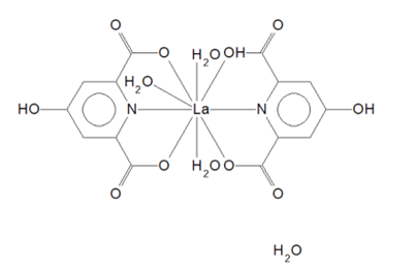 O O
O H₂O OH
H₂O
HO N La N OH
O H₂O O
O O
H₂O